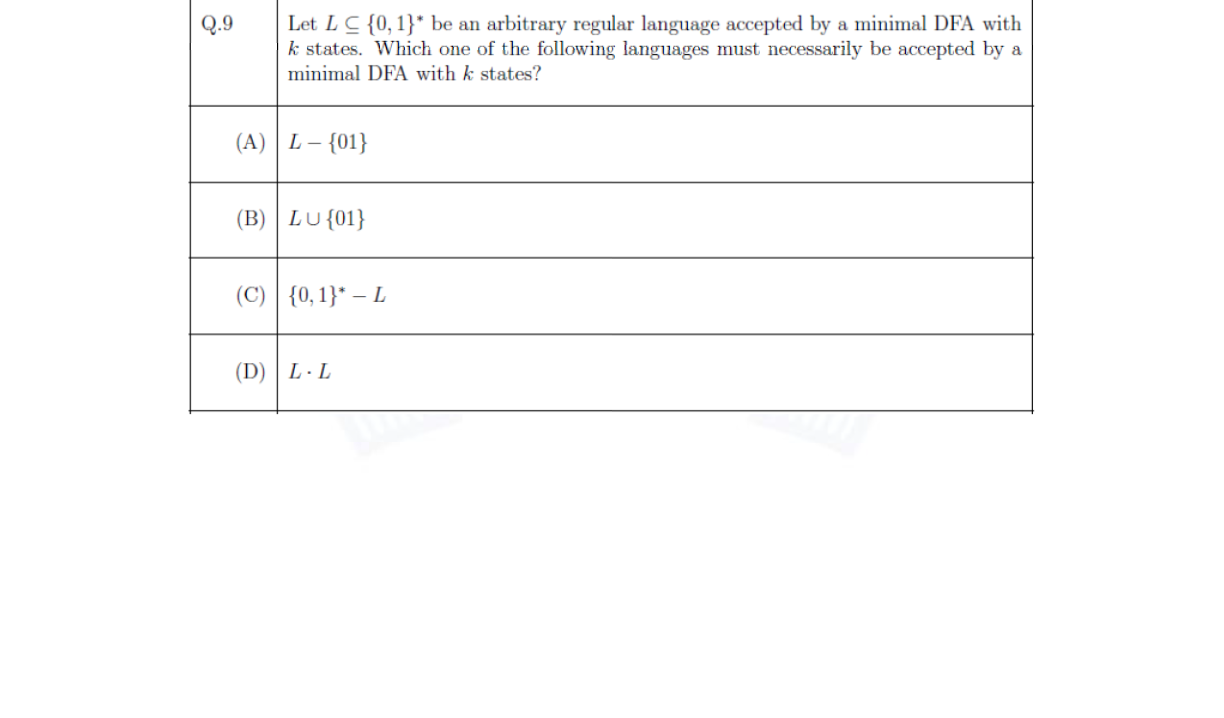 Q.9 Let L ⊆ {0, 1}* be an arbitrary regular language accepted by a minimal DFA with
k states. Which one of the following languages must necessarily be accepted by a
minimal DFA with k states?
(A) L − {01}
(B) L ∪ {01}
(C) {0, 1}* − L
(D) L · L